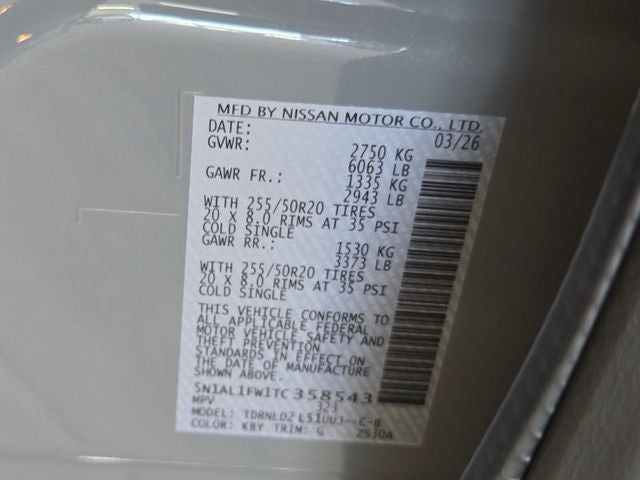 MFD BY NISSAN MOTOR CO., LTD.
DATE: 03/26
GVWR: 2750 KG
6063 LB
GAWR FR.: 1335 KG
2943 LB
WITH 255/50R20 TIRES
20 X 8.0 RIMS AT 35 PSI
COLD SINGLE
GAWR RR.: 1530 KG
3373 LB
WITH 255/50R20 TIRES
20 X 8.0 RIMS AT 35 PSI
COLD SINGLE
THIS VEHICLE CONFORMS TO
ALL APPLICABLE FEDERAL
MOTOR VEHICLE SAFETY AND
THEFT PREVENTION
STANDARDS IN EFFECT ON
THE DATE OF MANUFACTURE
SHOWN ABOVE.
5N1AL1FW1TC358543
MPV 323
MODEL: TDRNLD2
COLOR: KBY TRIM: G 2S30A